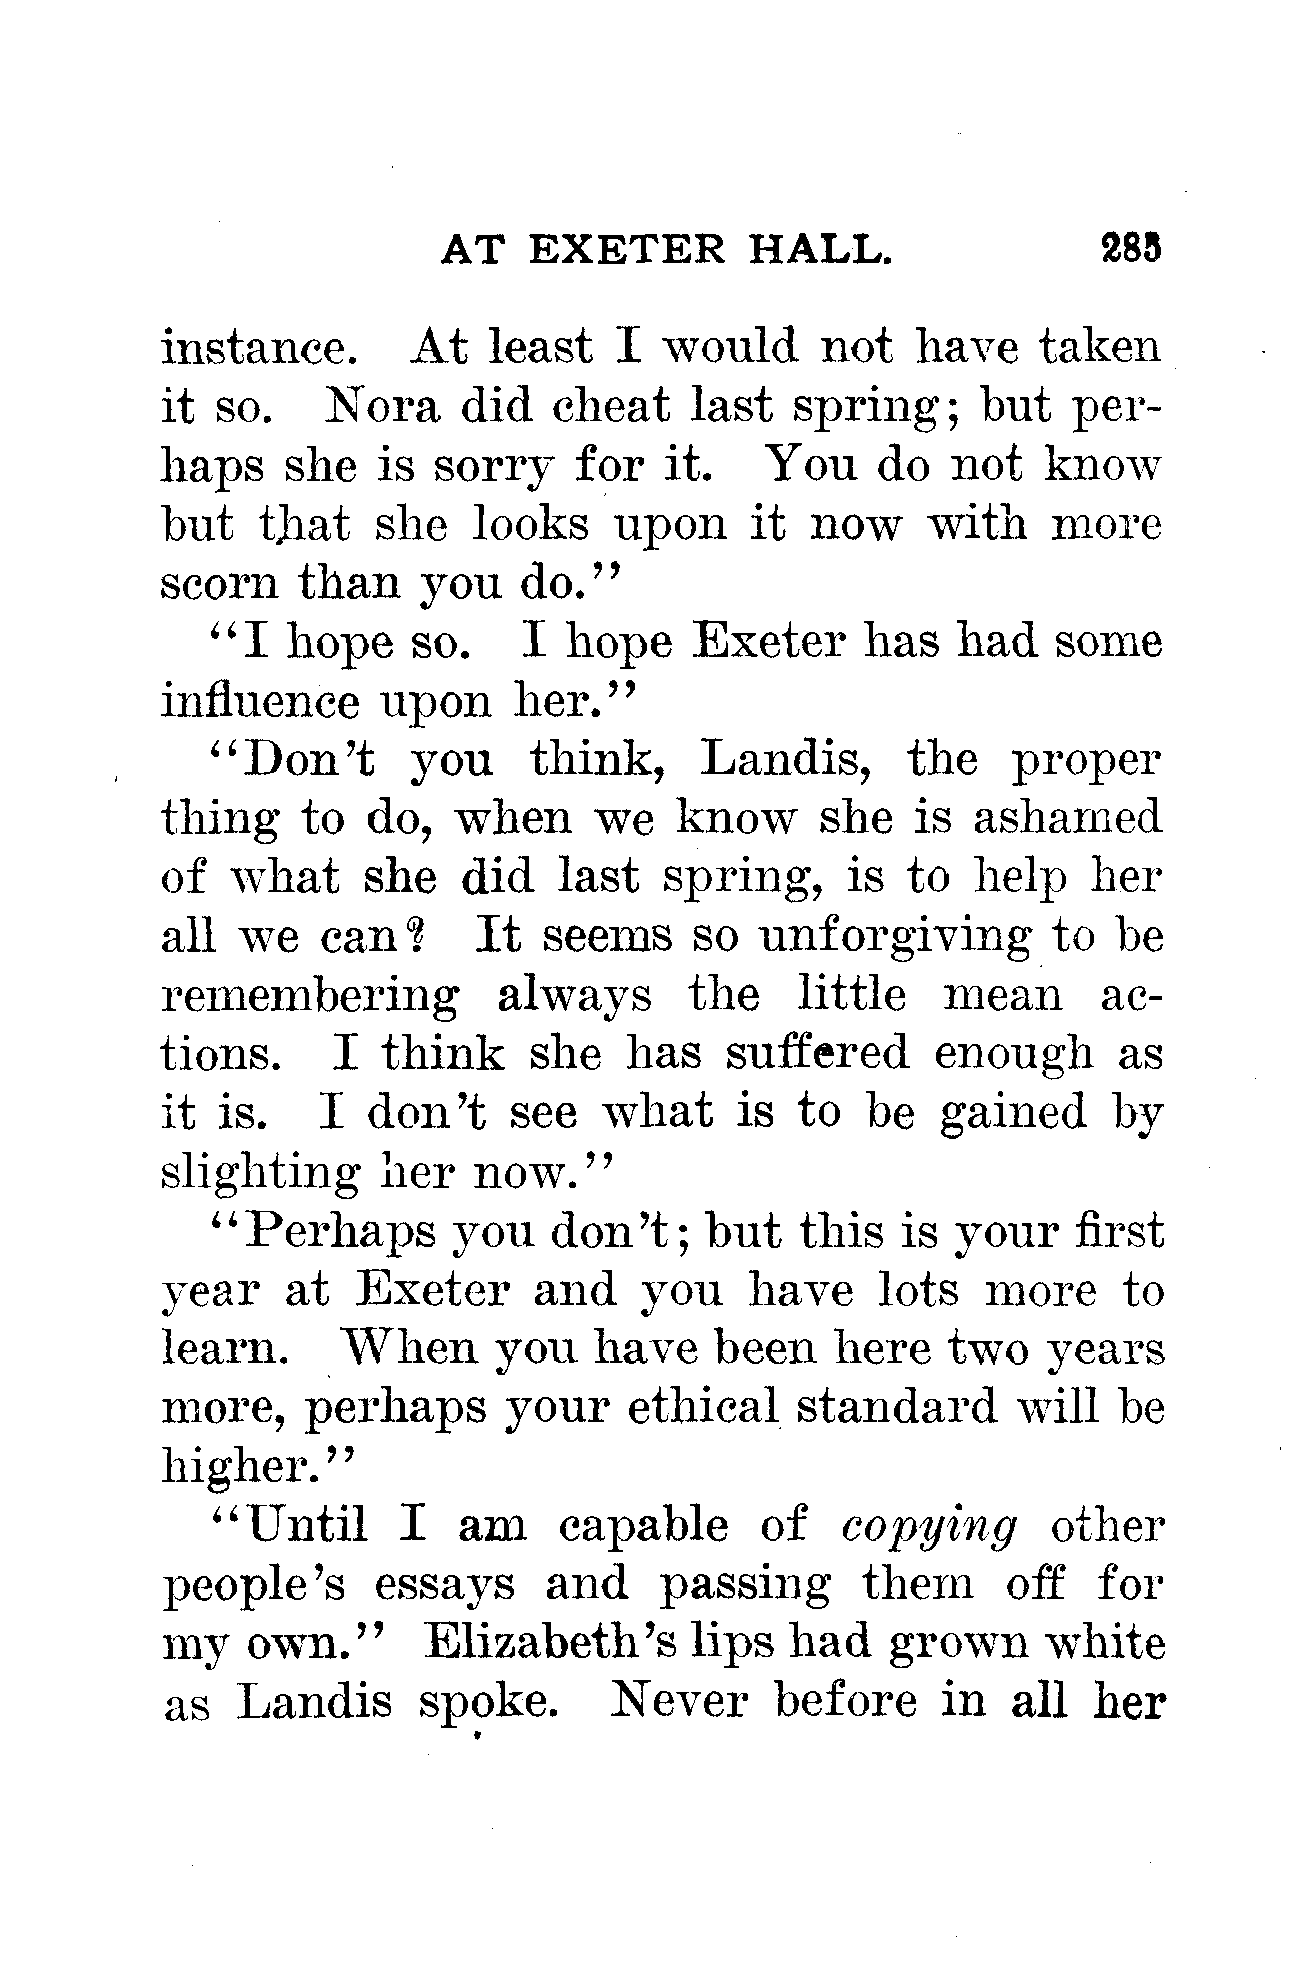 AT EXETER HALL. 285
instance. At least I would not have taken
it so. Nora did cheat last spring; but per-
haps she is sorry for it. You do not know
but that she looks upon it now with more
scorn than you do."
"I hope so. I hope Exeter has had some
influence upon her."
"Don't you think, Landis, the proper
thing to do, when we know she is ashamed
of what she did last spring, is to help her
all we can? It seems so unforgiving to be
remembering always the little mean ac-
tions. I think she has suffered enough as
it is. I don't see what is to be gained by
slighting her now."
"Perhaps you don't; but this is your first
year at Exeter and you have lots more to
learn. When you have been here two years
more, perhaps your ethical standard will be
higher."
"Until I am capable of copying other
people's essays and passing them off for
my own." Elizabeth's lips had grown white
as Landis spoke. Never before in all her